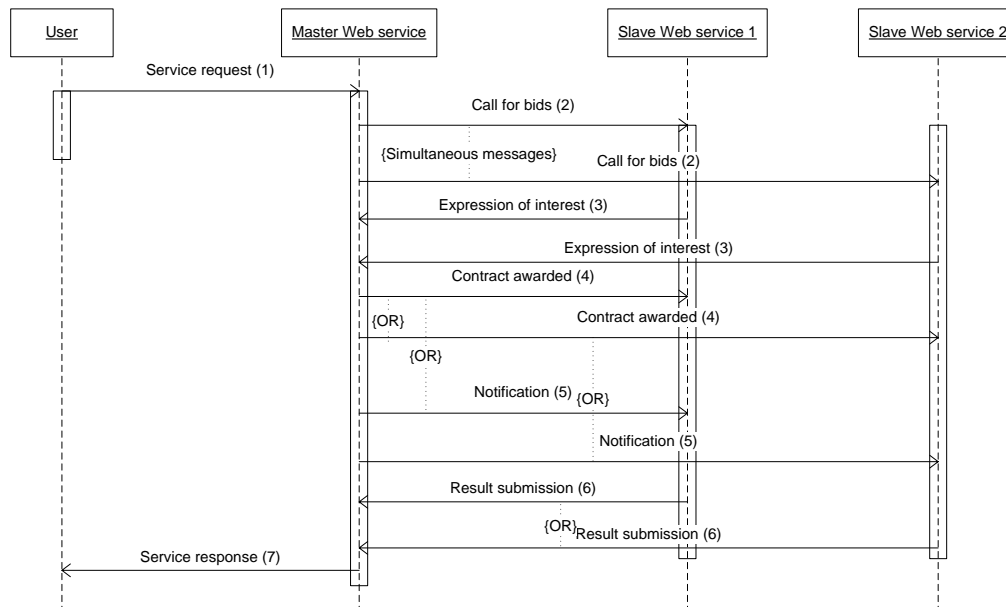 User
Master Web service
Slave Web service 1
Slave Web service 2
Service request (1)
Call for bids (2)
{Simultaneous messages}
Call for bids (2)
Expression of interest (3)
Expression of interest (3)
Contract awarded (4)
{OR}
Contract awarded (4)
{OR}
Notification (5)
{OR}
Notification (5)
Result submission (6)
{OR}
Result submission (6)
Service response (7)